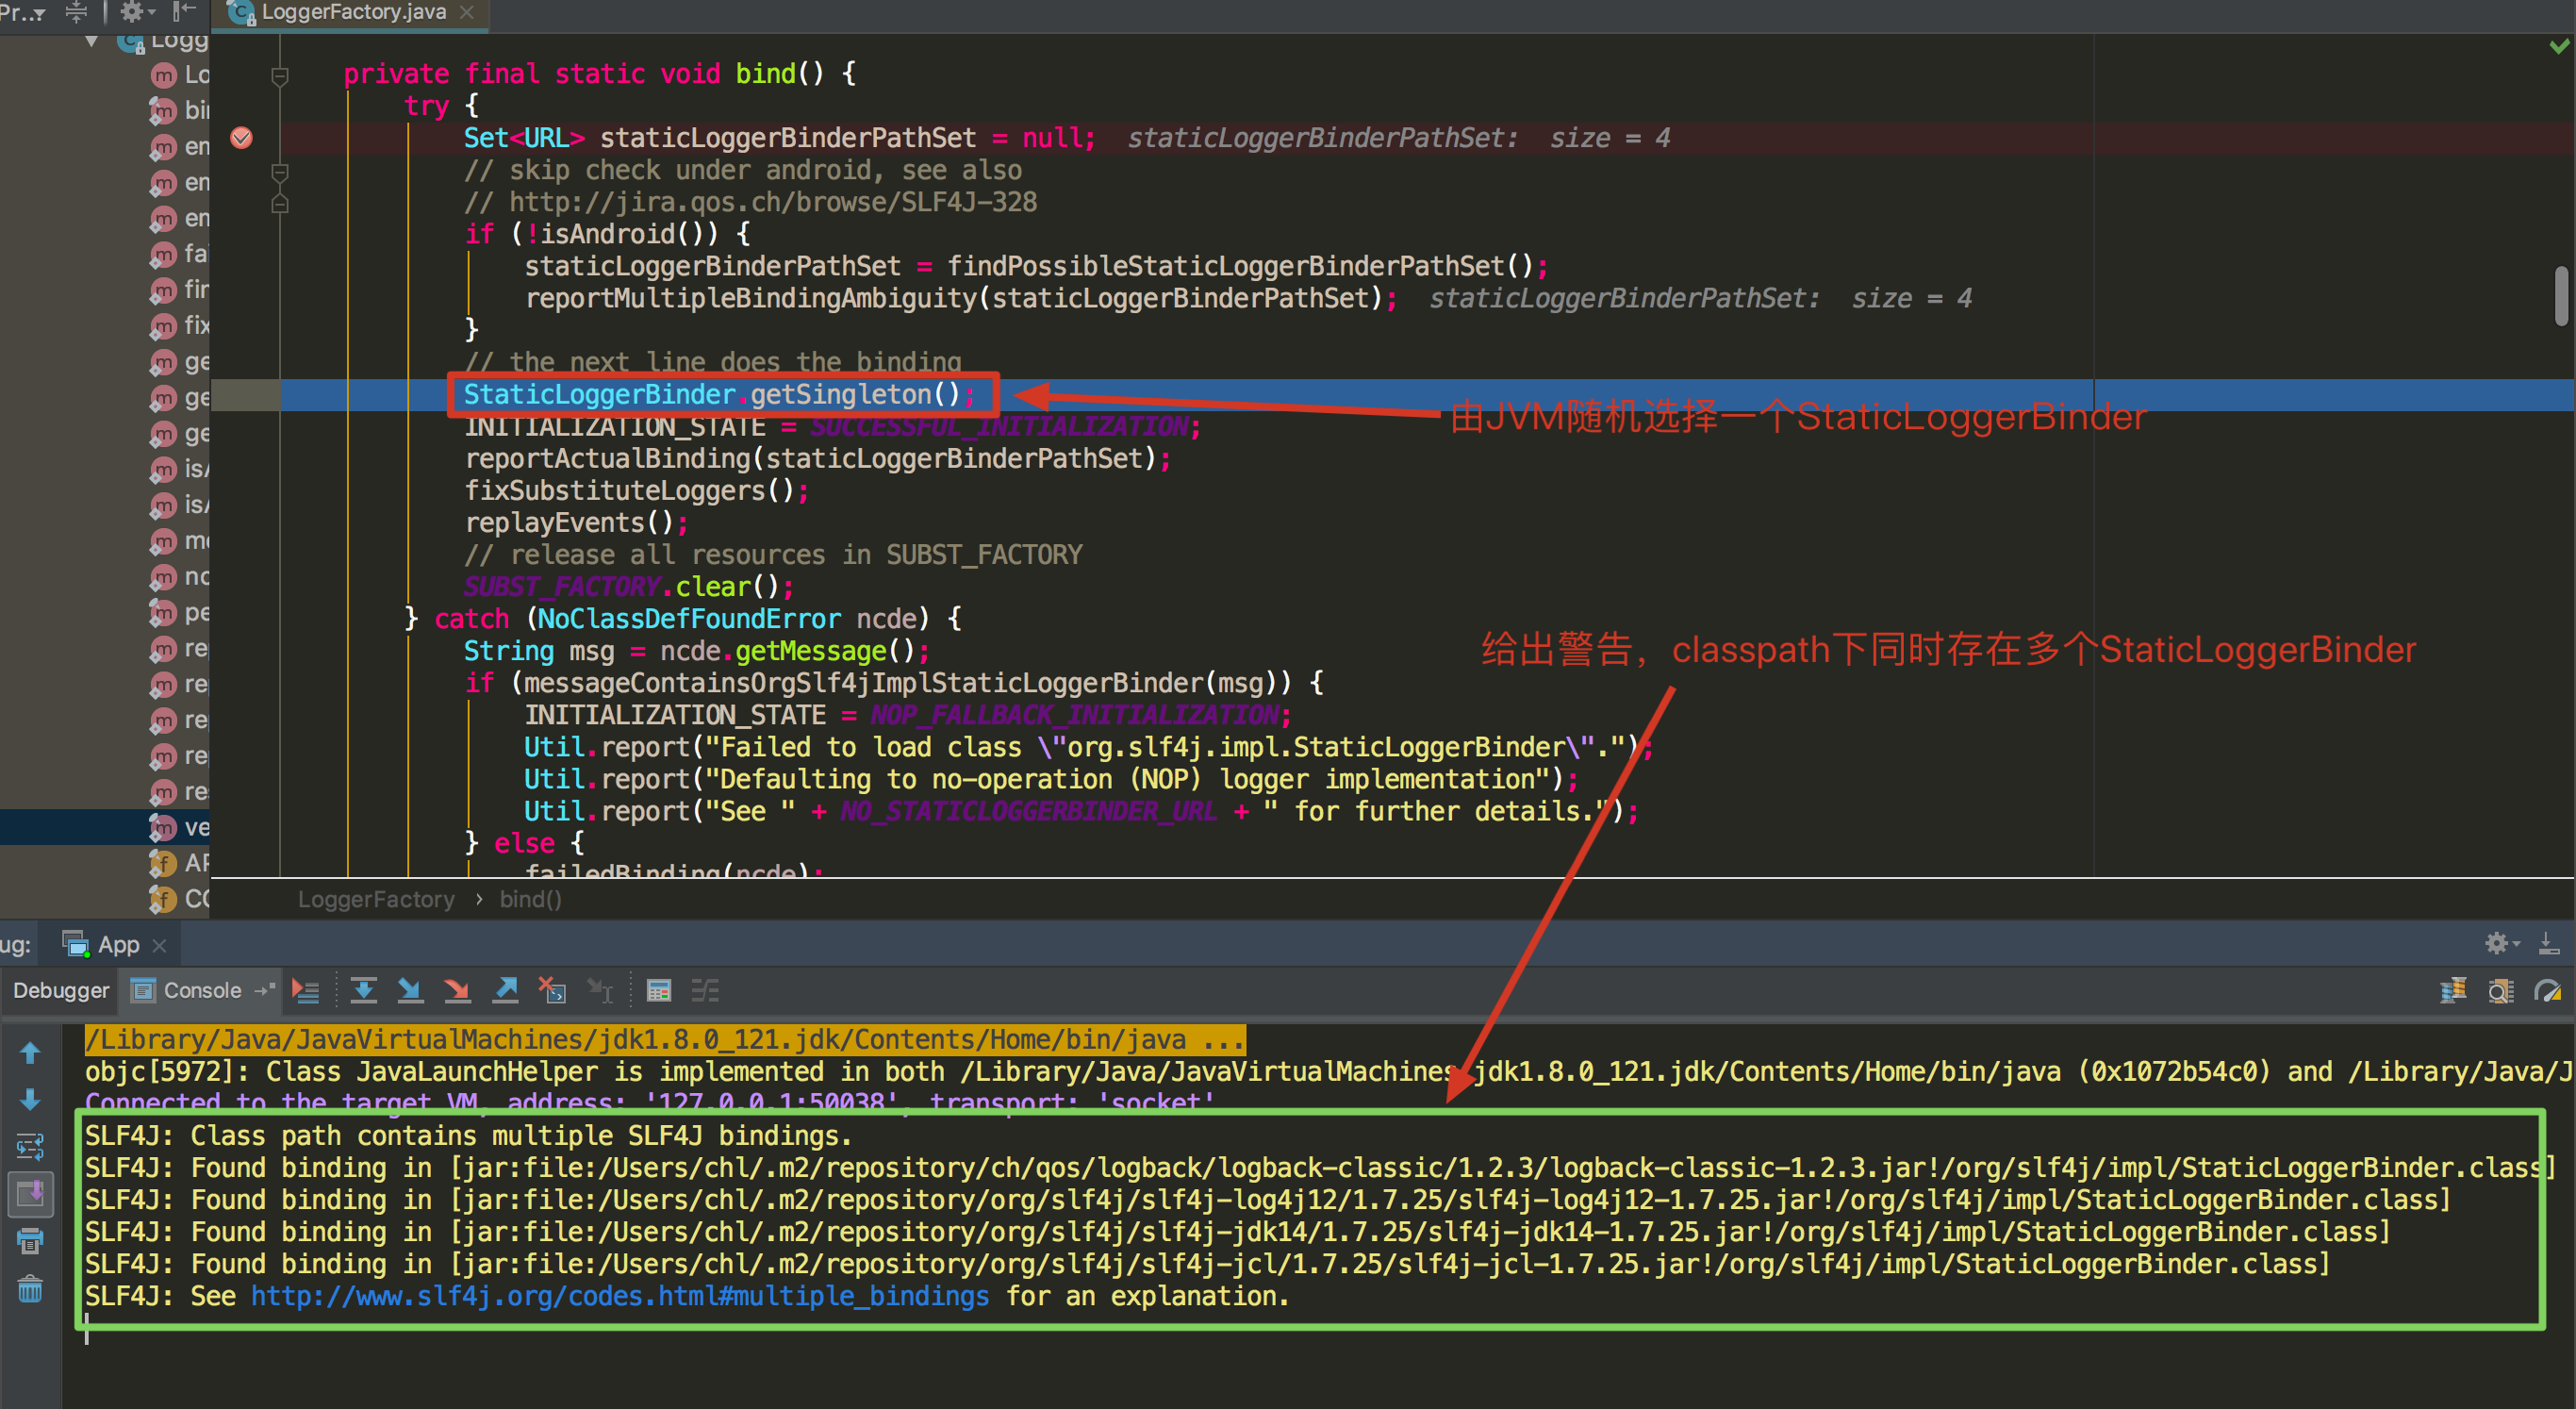 Pr...
LoggerFactory.java
Logg
Lo
bin
em
em
em
fai
fin
fix
ge
ge
ge
isA
isA
me
no
pe
re
re
re
re
res
ve
AP
CO
private final static void bind() {
try {
Set<URL> staticLoggerBinderPathSet = null; staticLoggerBinderPathSet: size = 4
// skip check under android, see also
// http://jira.qos.ch/browse/SLF4J-328
if (!isAndroid()) {
staticLoggerBinderPathSet = findPossibleStaticLoggerBinderPathSet();
reportMultipleBindingAmbiguity(staticLoggerBinderPathSet); staticLoggerBinderPathSet: size = 4
}
// the next line does the binding
StaticLoggerBinder.getSingleton();
由JVM随机选择一个StaticLoggerBinder
INITIALIZATION_STATE = SUCCESSFUL_INITIALIZATION;
reportActualBinding(staticLoggerBinderPathSet);
fixSubstituteLoggers();
replayEvents();
// release all resources in SUBST_FACTORY
SUBST_FACTORY.clear();
} catch (NoClassDefFoundError ncde) {
String msg = ncde.getMessage();
给出警告，classpath下同时存在多个StaticLoggerBinder
if (messageContainsOrgSlf4jImplStaticLoggerBinder(msg)) {
INITIALIZATION_STATE = NOP_FALLBACK_INITIALIZATION;
Util.report("Failed to load class \"org.slf4j.impl.StaticLoggerBinder\".");
Util.report("Defaulting to no-operation (NOP) logger implementation");
Util.report("See " + NO_STATICLOGGERBINDER_URL + " for further details.");
} else {
failedBinding(ncde);
LoggerFactory › bind()
ug: App
Debugger Console
/Library/Java/JavaVirtualMachines/jdk1.8.0_121.jdk/Contents/Home/bin/java ...
objc[5972]: Class JavaLaunchHelper is implemented in both /Library/Java/JavaVirtualMachines/jdk1.8.0_121.jdk/Contents/Home/bin/java (0x1072b54c0) and /Library/Java/J
Connected to the target VM, address: '127.0.0.1:50038', transport: 'socket'
SLF4J: Class path contains multiple SLF4J bindings.
SLF4J: Found binding in [jar:file:/Users/chl/.m2/repository/ch/qos/logback/logback-classic/1.2.3/logback-classic-1.2.3.jar!/org/slf4j/impl/StaticLoggerBinder.class]
SLF4J: Found binding in [jar:file:/Users/chl/.m2/repository/org/slf4j/slf4j-log4j12/1.7.25/slf4j-log4j12-1.7.25.jar!/org/slf4j/impl/StaticLoggerBinder.class]
SLF4J: Found binding in [jar:file:/Users/chl/.m2/repository/org/slf4j/slf4j-jdk14/1.7.25/slf4j-jdk14-1.7.25.jar!/org/slf4j/impl/StaticLoggerBinder.class]
SLF4J: Found binding in [jar:file:/Users/chl/.m2/repository/org/slf4j/slf4j-jcl/1.7.25/slf4j-jcl-1.7.25.jar!/org/slf4j/impl/StaticLoggerBinder.class]
SLF4J: See http://www.slf4j.org/codes.html#multiple_bindings for an explanation.